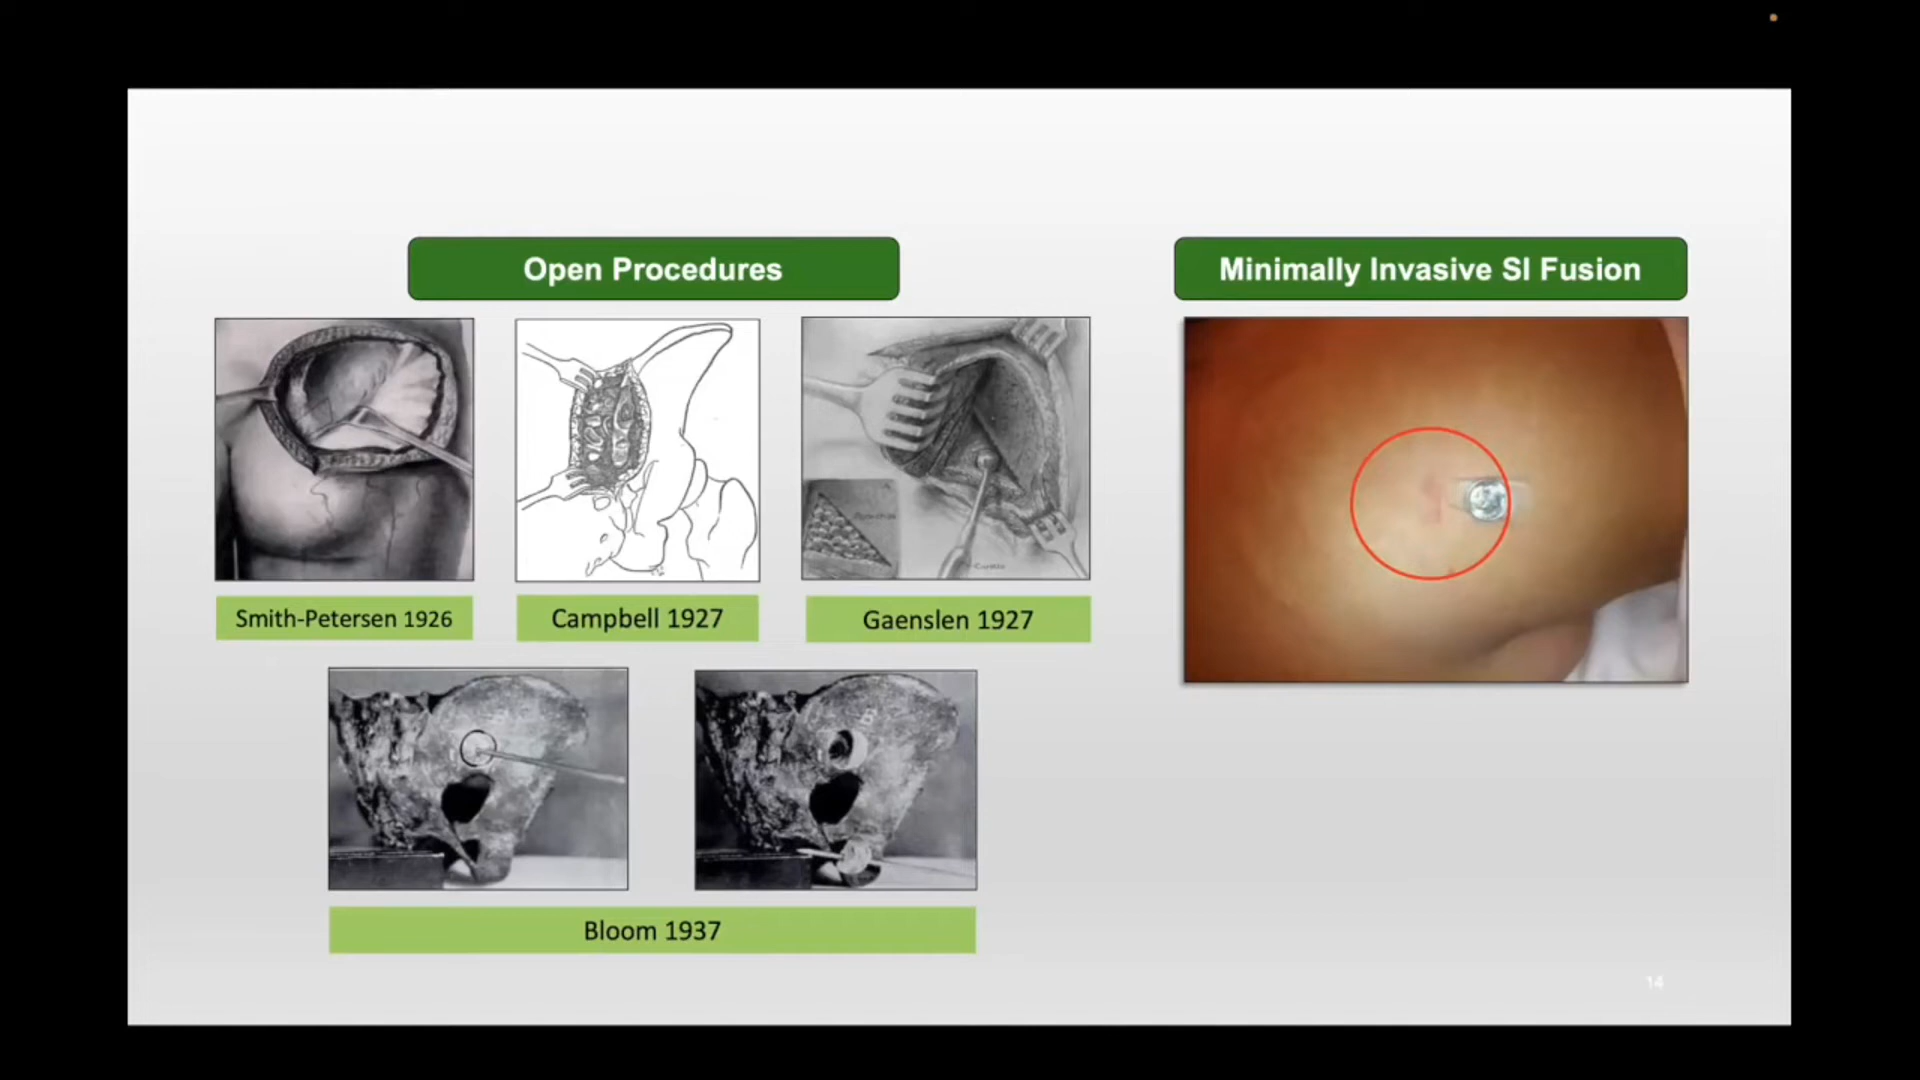 Open Procedures
Minimally Invasive SI Fusion
Smith-Petersen 1926
Campbell 1927
Gaenslen 1927
Bloom 1937
14